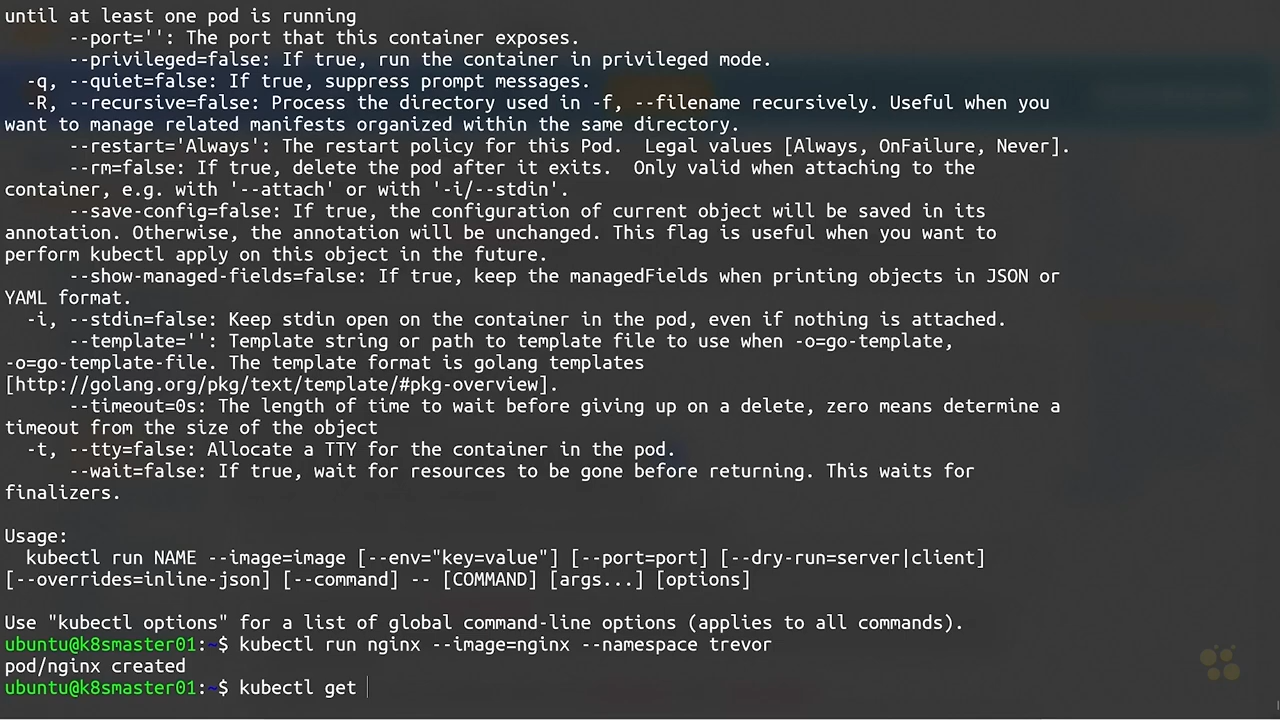 until at least one pod is running
      --port='': The port that this container exposes.
      --privileged=false: If true, run the container in privileged mode.
  -q, --quiet=false: If true, suppress prompt messages.
  -R, --recursive=false: Process the directory used in -f, --filename recursively. Useful when you
want to manage related manifests organized within the same directory.
      --restart='Always': The restart policy for this Pod.  Legal values [Always, OnFailure, Never].
      --rm=false: If true, delete the pod after it exits.  Only valid when attaching to the
container, e.g. with '--attach' or with '-i/--stdin'.
      --save-config=false: If true, the configuration of current object will be saved in its
annotation. Otherwise, the annotation will be unchanged. This flag is useful when you want to
perform kubectl apply on this object in the future.
      --show-managed-fields=false: If true, keep the managedFields when printing objects in JSON or
YAML format.
  -i, --stdin=false: Keep stdin open on the container in the pod, even if nothing is attached.
      --template='': Template string or path to template file to use when -o=go-template,
-o=go-template-file. The template format is golang templates
[http://golang.org/pkg/text/template/#pkg-overview].
      --timeout=0s: The length of time to wait before giving up on a delete, zero means determine a
timeout from the size of the object
  -t, --tty=false: Allocate a TTY for the container in the pod.
      --wait=false: If true, wait for resources to be gone before returning. This waits for
finalizers.

Usage:
  kubectl run NAME --image=image [--env="key=value"] [--port=port] [--dry-run=server|client]
[--overrides=inline-json] [--command] -- [COMMAND] [args...] [options]

Use "kubectl options" for a list of global command-line options (applies to all commands).
ubuntu@k8smaster01:~$ kubectl run nginx --image=nginx --namespace trevor
pod/nginx created
ubuntu@k8smaster01:~$ kubectl get